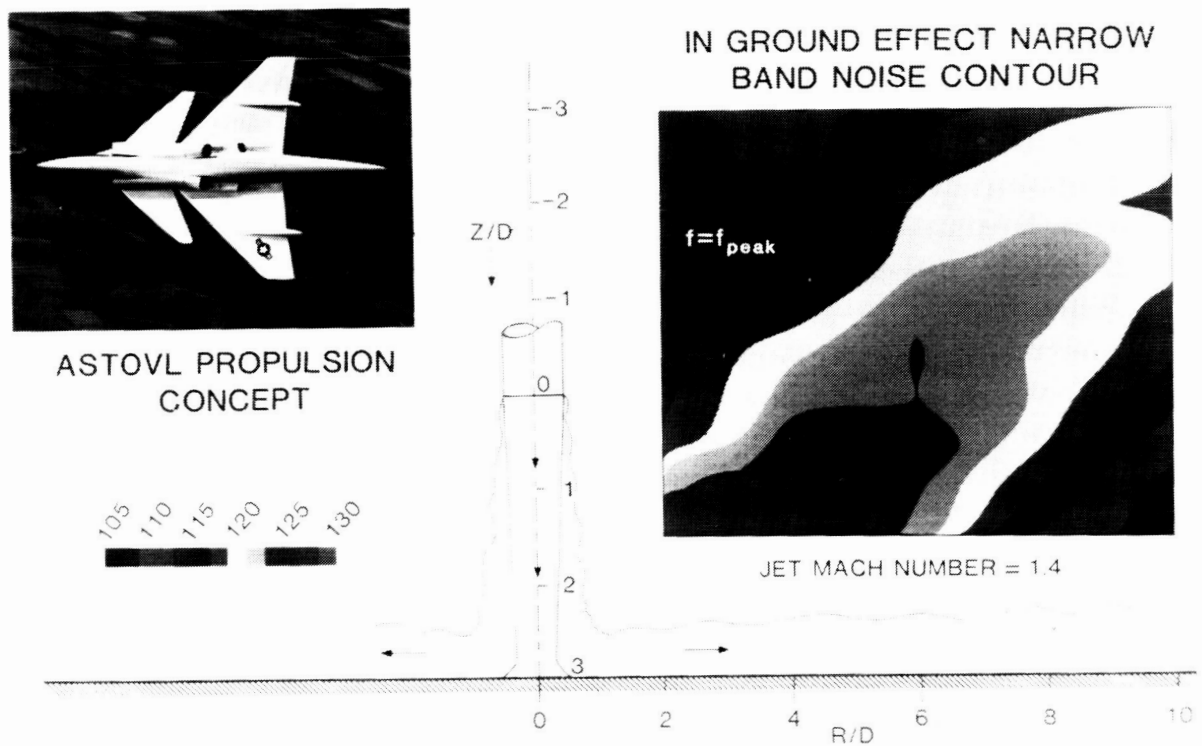 IN GROUND EFFECT NARROW
BAND NOISE CONTOUR
f=fpeak
JET MACH NUMBER = 1.4
ASTOVL PROPULSION
CONCEPT
105 110 115 120 125 130
Z/D
-3
-2
-1
0
1
2
3
0 2 4 6 8 10
R/D